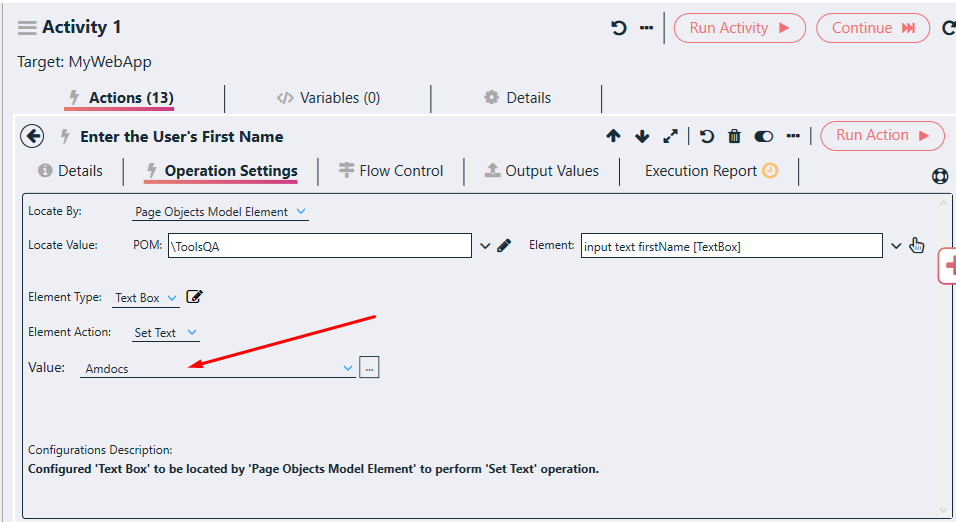 Activity 1
Run Activity
Continue
Target: MyWebApp
Actions (13)
Variables (0)
Details
Enter the User's First Name
Run Action
Details
Operation Settings
Flow Control
Output Values
Execution Report
Locate By: Page Objects Model Element
Locate Value: POM: \ToolsQA Element: input text firstName [TextBox]
Element Type: Text Box
Element Action: Set Text
Value: Amdocs ...
Configurations Description:
Configured 'Text Box' to be located by 'Page Objects Model Element' to perform 'Set Text' operation.